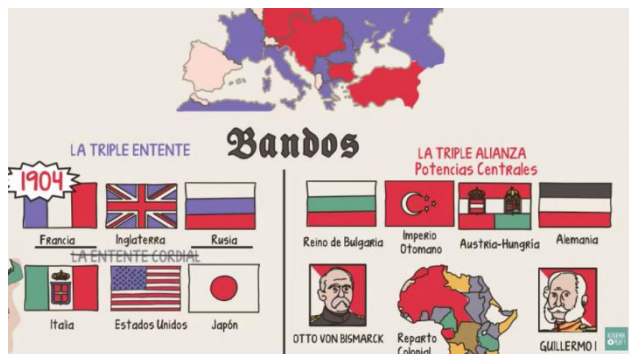 Bandos
LA TRIPLE ENTENTE
1904
Francia
Inglaterra
Rusia
LA ENTENTE CORDIAL
Italia
Estados Unidos
Japón
LA TRIPLE ALIANZA
Potencias Centrales
Reino de Bulgaria
Imperio
Otomano
Austria-Hungría
Alemania
OTTO VON BISMARCK
Reparto
Colonial
GUILLERMO I